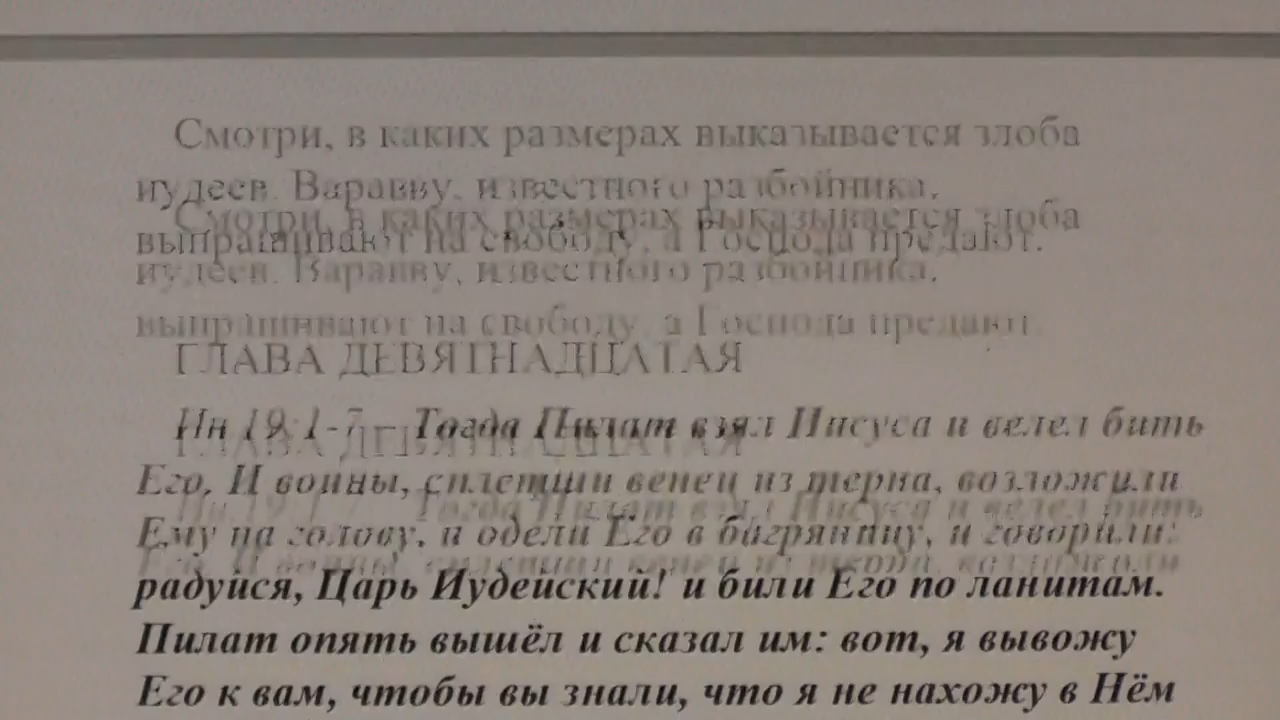 Смотри, в каких размерах выказывается злоба
иудеев. Варавву, известного разбойника,
выпрашивают на свободу, а Господа предают.
ГЛАВА ДЕВЯТНАДЦАТАЯ
Ин 19:1-7 – Тогда Пилат взял Иисуса и велел бить
Его. И воины, сплетши венец из терна, возложили
Ему на голову, и одели Его в багряницу, и говорили:
радуйся, Царь Иудейский! и били Его по ланитам.
Пилат опять вышёл и сказал им: вот, я вывожу
Его к вам, чтобы вы знали, что я не нахожу в Нём